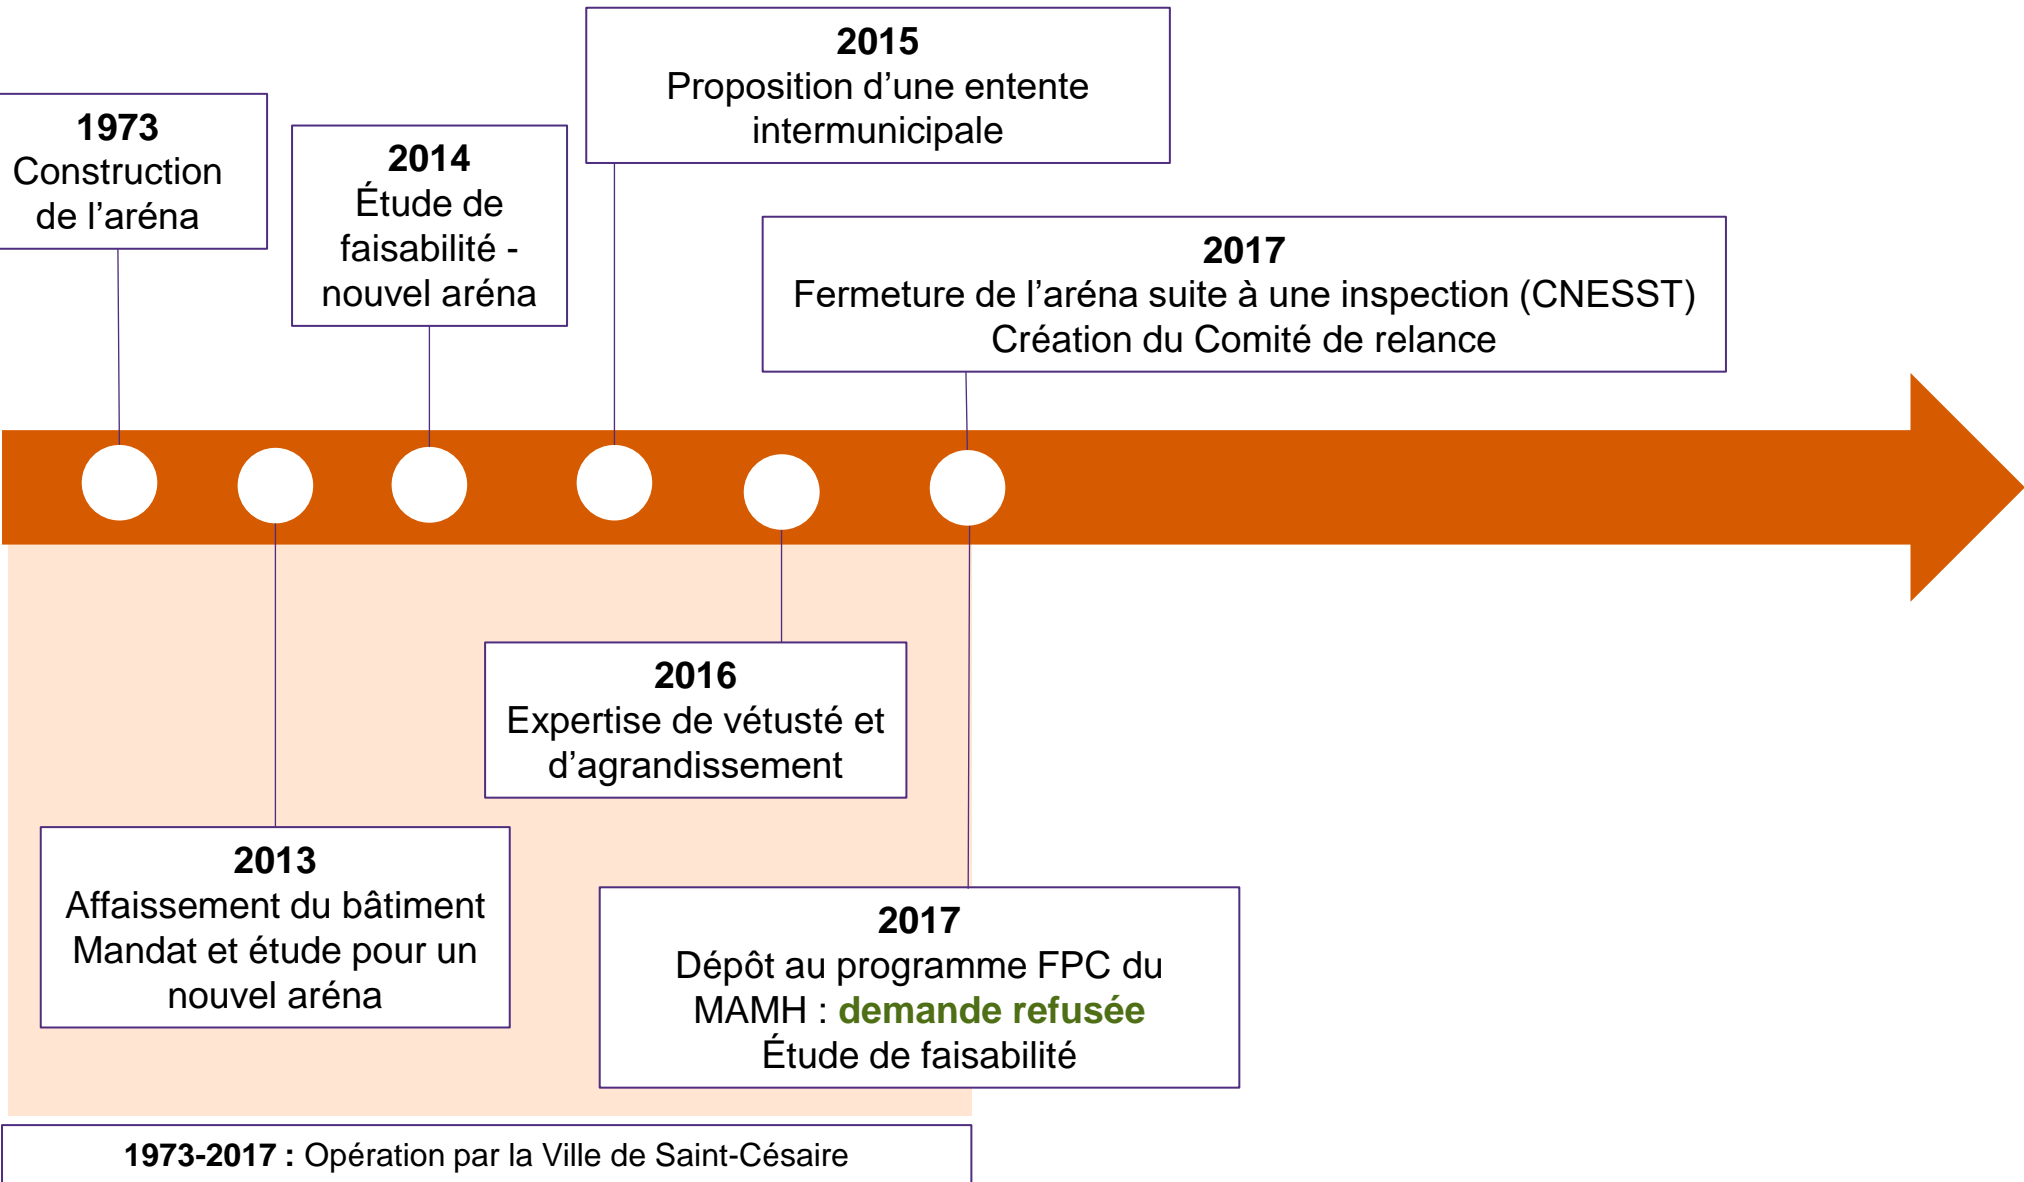 2015
Proposition d’une entente
intermunicipale
1973
Construction
de l’aréna
2014
Étude de
faisabilité -
nouvel aréna
2017
Fermeture de l’aréna suite à une inspection (CNESST)
Création du Comité de relance
2016
Expertise de vétusté et
d’agrandissement
2013
Affaissement du bâtiment
Mandat et étude pour un
nouvel aréna
2017
Dépôt au programme FPC du
MAMH : demande refusée
Étude de faisabilité
1973-2017 : Opération par la Ville de Saint-Césaire